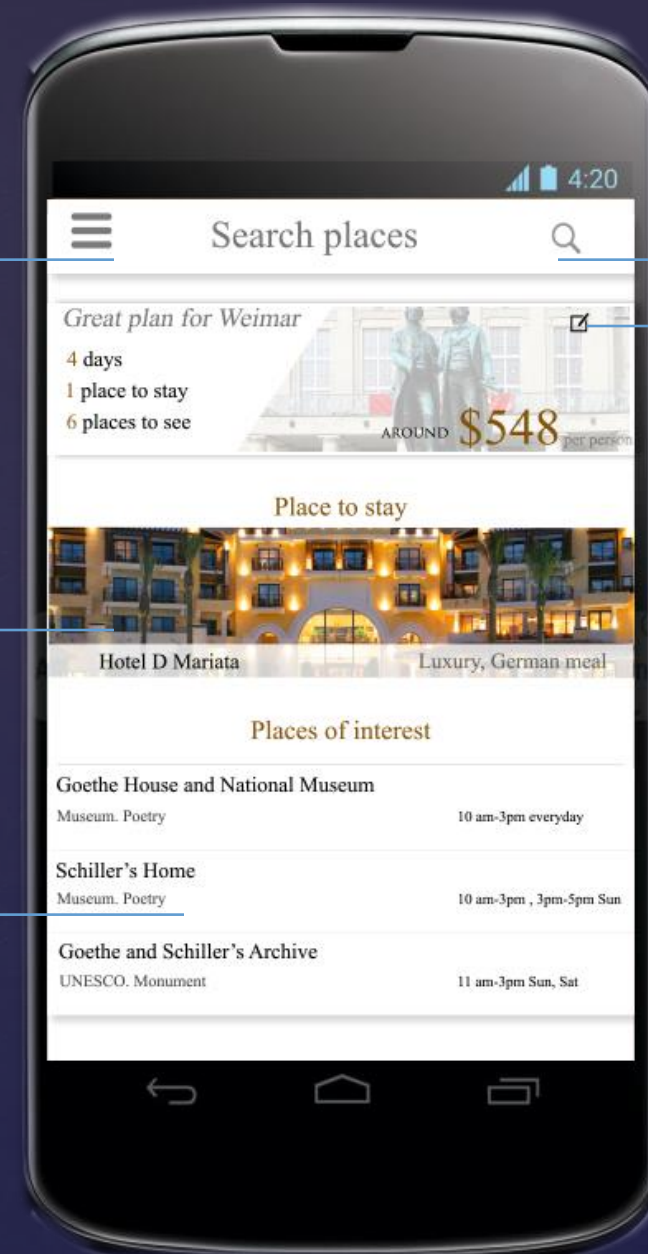 4:20
Search places
Great plan for Weimar
4 days
1 place to stay
6 places to see
AROUND $548 per person
Place to stay
Hotel D Mariata Luxury, German meal
Places of interest
Goethe House and National Museum
Museum. Poetry 10 am-3pm everyday
Schiller's Home
Museum. Poetry 10 am-3pm , 3pm-5pm Sun
Goethe and Schiller's Archive
UNESCO. Monument 11 am-3pm Sun, Sat